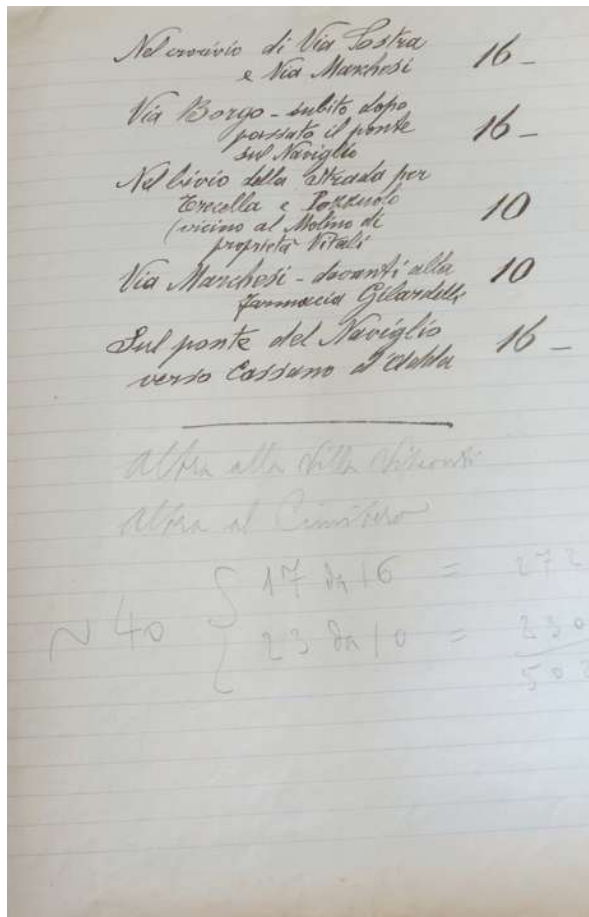 Nel crocivio di Via Sostra
e Via Marchesi 16 -
Via Borgo - subito dopo
passato il ponte 16 -
sul Naviglio
Nel bivio della strada per
Trecella e Pozzuolo
(vicino al Molino di 10
proprietà Vitali
Via Marchesi - davanti alla 10
farmacia Gilardelli
Sul ponte del Naviglio 16 -
verso Cassano d'Adda
Altra alla Villa Visconti
Altra al Cimitero
17 da 16 = 272
N 40
23 da 10 = 230
502